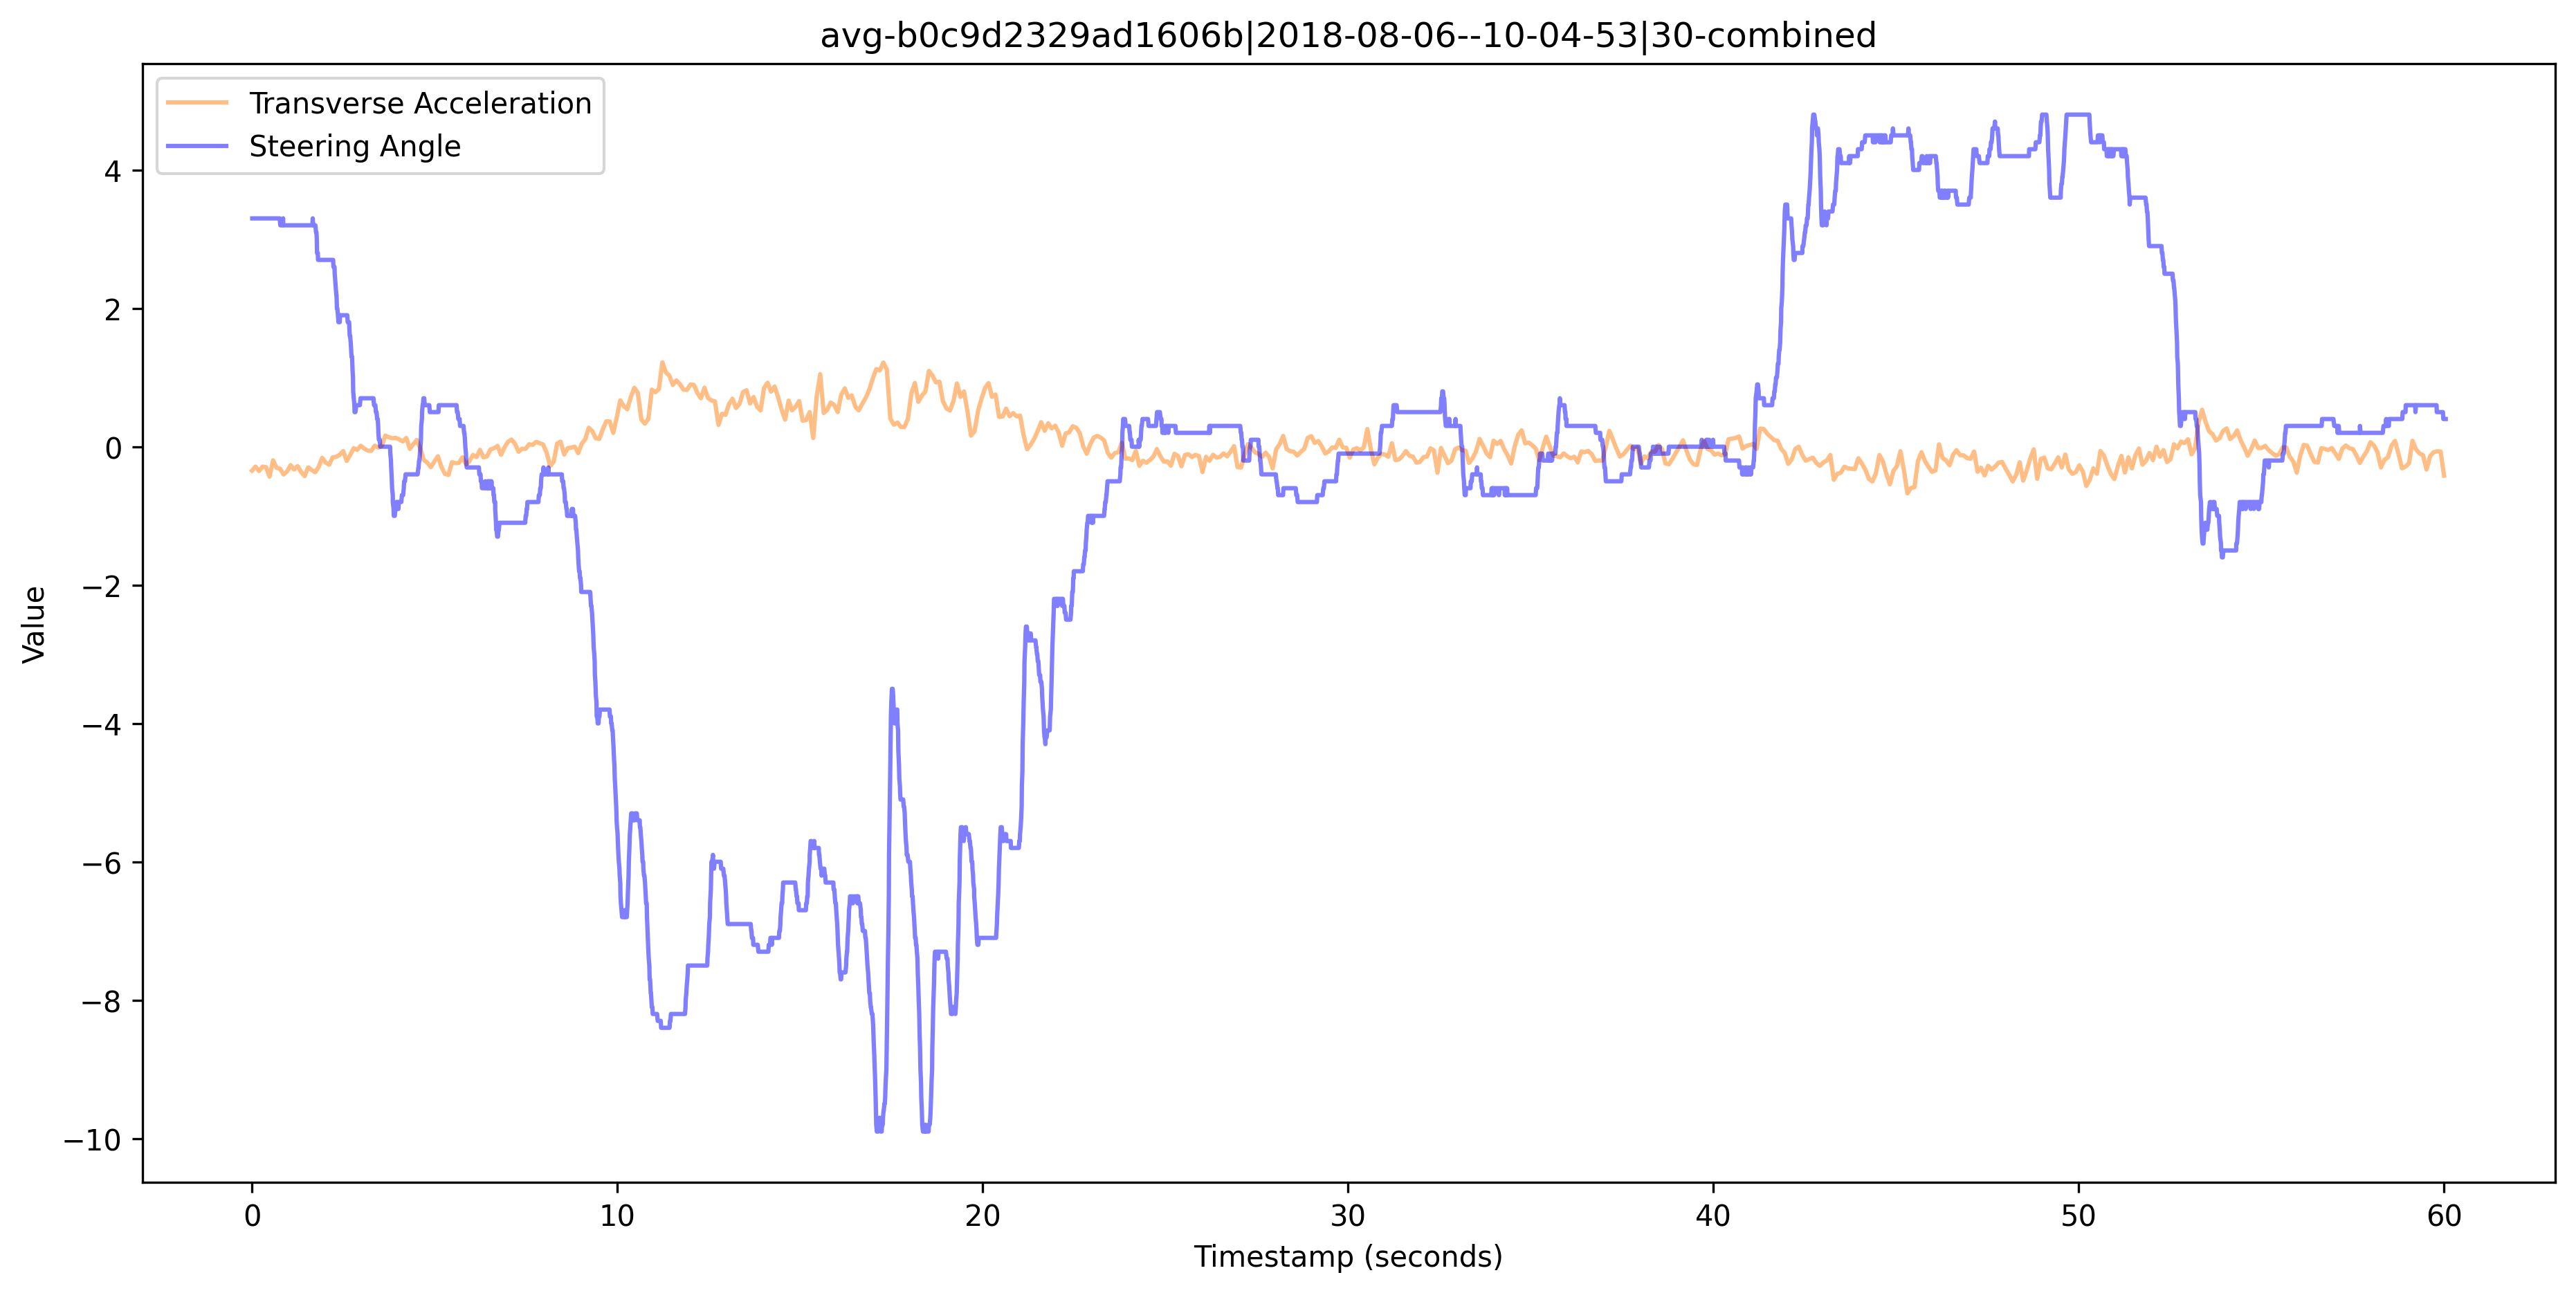 avg-b0c9d2329ad1606b|2018-08-06--10-04-53|30-combined
Transverse Acceleration
Steering Angle
4
2
0
−2
−4
−6
−8
−10
Value
0 10 20 30 40 50 60
Timestamp (seconds)